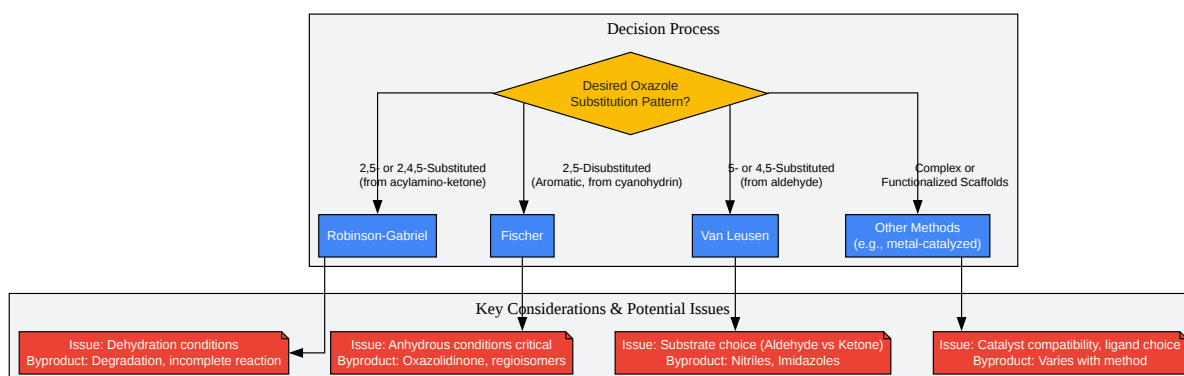 Decision Process
Desired Oxazole
Substitution Pattern?
2,5- or 2,4,5-Substituted
(from acylamino-ketone)
2,5-Disubstituted
(Aromatic, from cyanohydrin)
5- or 4,5-Substituted
(from aldehyde)
Complex or
Functionalized Scaffolds
Robinson-Gabriel
Fischer
Van Leusen
Other Methods
(e.g., metal-catalyzed)
Key Considerations & Potential Issues
Issue: Dehydration conditions
Byproduct: Degradation, incomplete reaction
Issue: Anhydrous conditions critical
Byproduct: Oxazolidinone, regioisomers
Issue: Substrate choice (Aldehyde vs Ketone)
Byproduct: Nitriles, Imidazoles
Issue: Catalyst compatibility, ligand choice
Byproduct: Varies with method